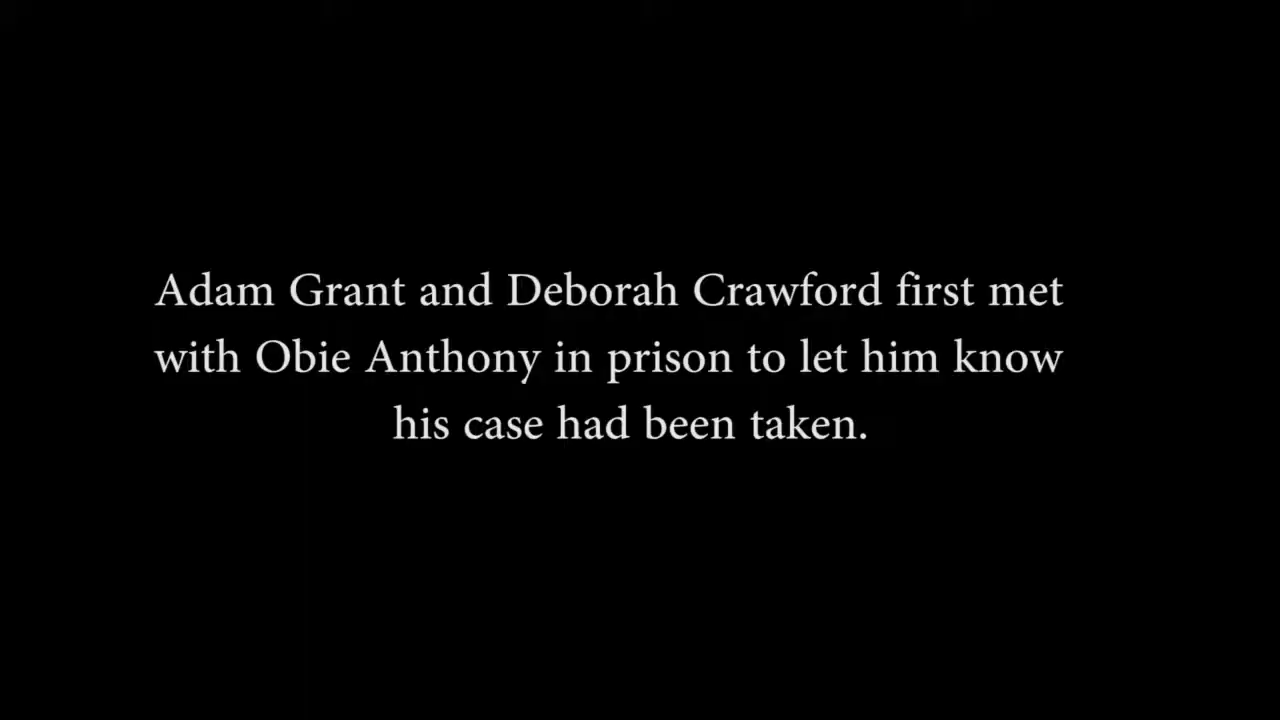 Adam Grant and Deborah Crawford first met
with Obie Anthony in prison to let him know
his case had been taken.